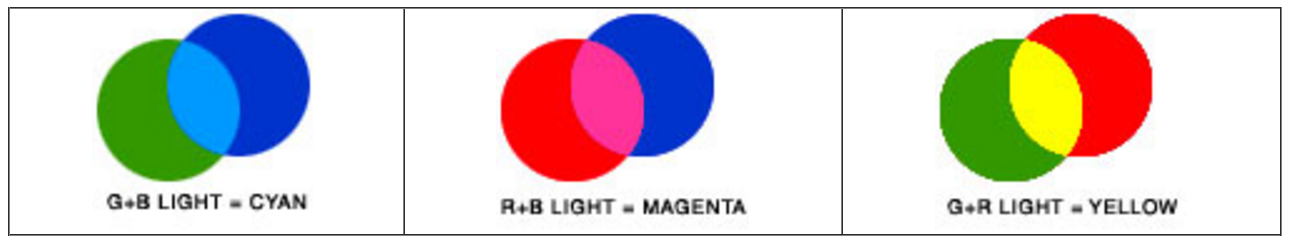 G+B LIGHT = CYAN
R+B LIGHT = MAGENTA
G+R LIGHT = YELLOW